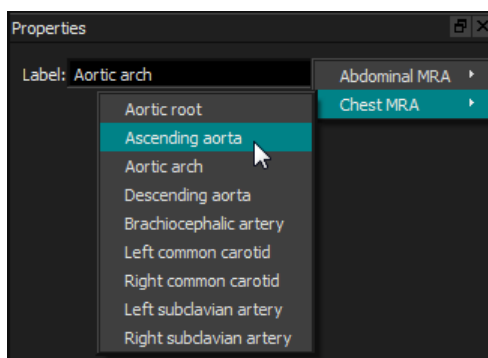 Properties
Label: Aortic arch
Abdominal MRA
Chest MRA
Aortic root
Ascending aorta
Aortic arch
Descending aorta
Brachiocephalic artery
Left common carotid
Right common carotid
Left subclavian artery
Right subclavian artery